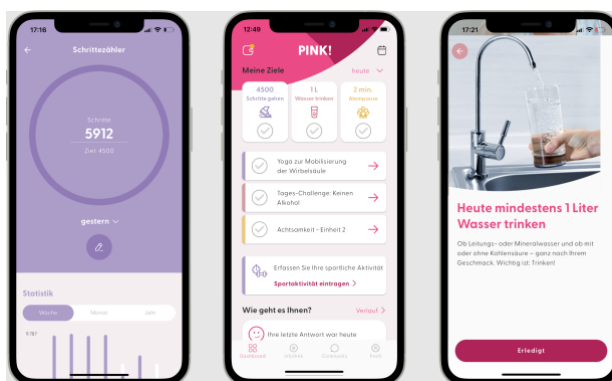 17:16
Schrittezähler
Schritte
5912
Ziel 4500
gestern
Statistik
Woche
Monat
Jahr
12:49
PINK!
Meine Ziele
heute
4500
Schritte gehen
1 L
Wasser trinken
2 min.
Yoga zur Mobilisierung
der Wirbelsäule
Tages-Challenge: Keinen
Alkohol
Achtsamkeit - Einheit 2
Erfassen Sie Ihre sportliche Aktivität
Sportaktivität eintragen
Wie geht es Ihnen?
Verlauf
Ihre letzte Antwort war heute
Dashboard
Community
Profil
17:21
Heute mindestens 1 Liter
Wasser trinken
Ob Leitungs- oder Mineralwasser und ob mit
oder ohne Kohlensäure – ganz nach Ihrem
Geschmack. Wichtig ist: Trinken!
Erledigt